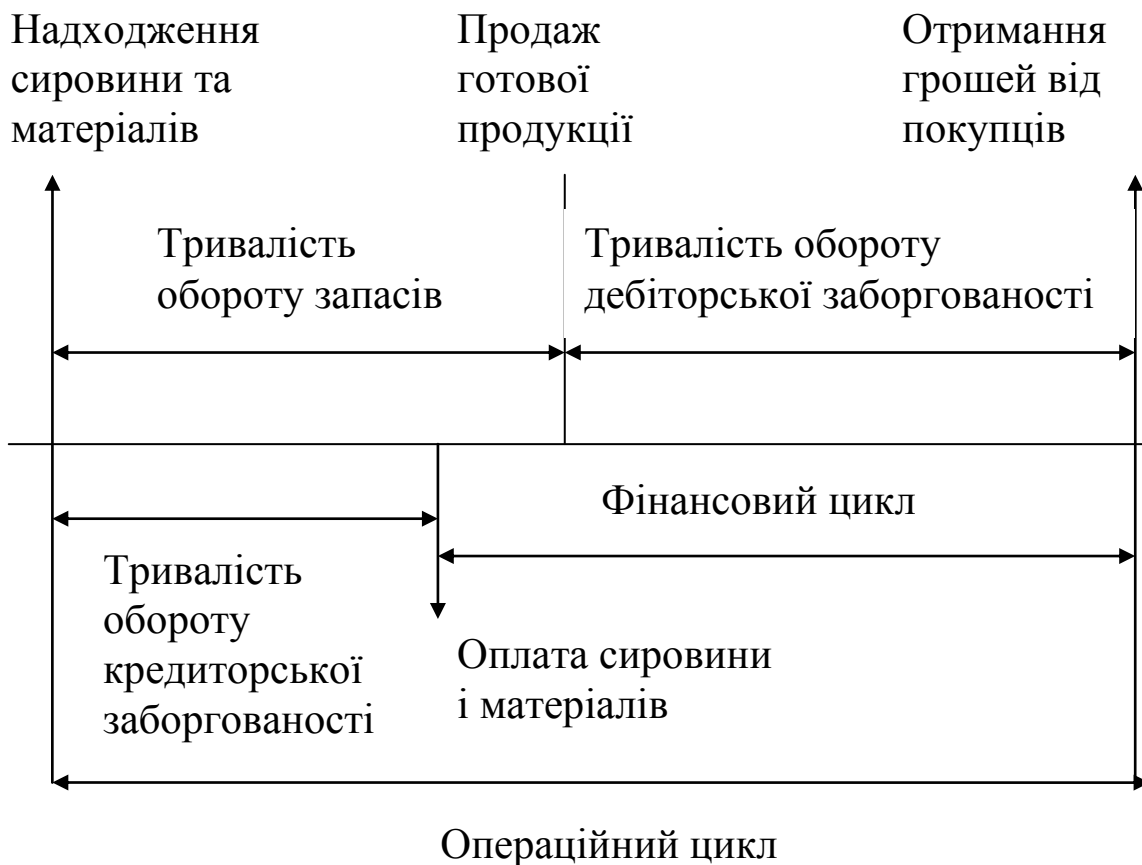 Надходження
сировини та
матеріалів
Продаж
готової
продукції
Отримання
грошей від
покупців
Тривалість
обороту запасів
Тривалість обороту
дебіторської заборгованості
Фінансовий цикл
Тривалість
обороту
кредиторської
заборгованості
Оплата сировини
і матеріалів
Операційний цикл